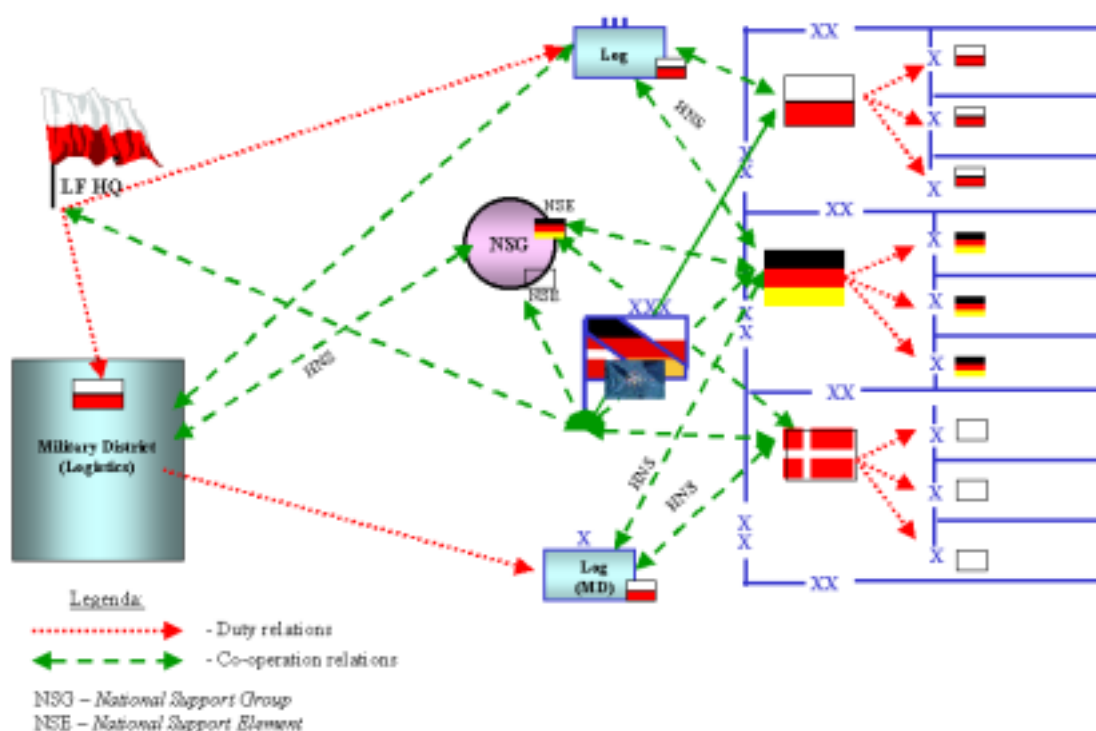 XX
Log
X
HNS
X
LF HQ
X
X
X
NSE
XX
X
NSG
X
NSE
XXX
X
X
X
HNS
XX
Military District
(Logistics)
X
HNS
HNS
X
X
X
X
X
Log
(MD)
XX
Legenda:
- Duty relations
- Co-operation relations
NSG – National Support Group
NSE – National Support Element